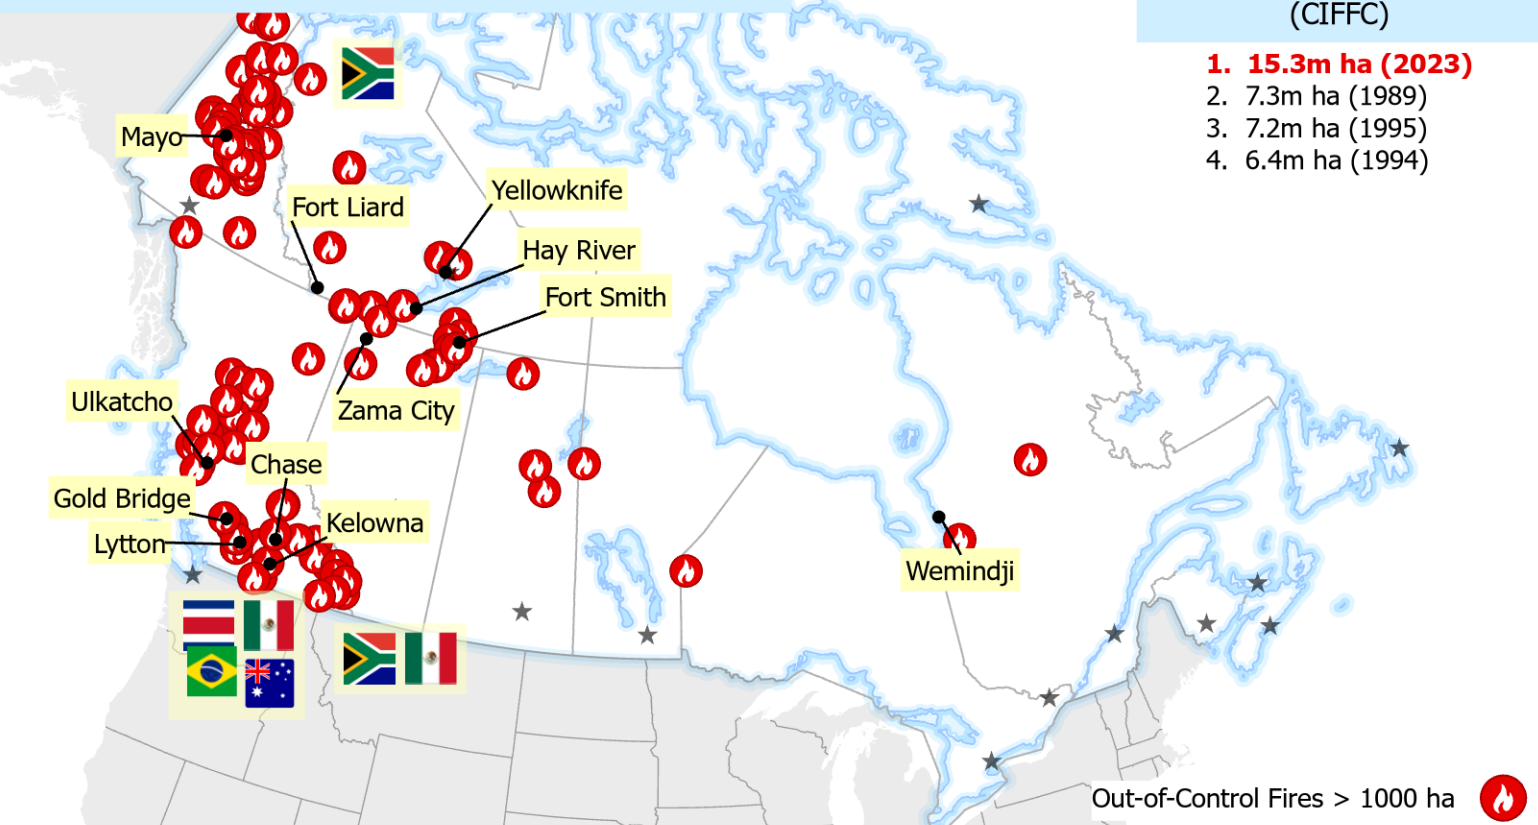 (CIFFC)
1. 15.3m ha (2023)
2. 7.3m ha (1989)
3. 7.2m ha (1995)
4. 6.4m ha (1994)
Mayo
Yellowknife
Fort Liard
Hay River
Fort Smith
Ulkatcho
Zama City
Chase
Gold Bridge
Kelowna
Lytton
Wemindji
Out-of-Control Fires > 1000 ha